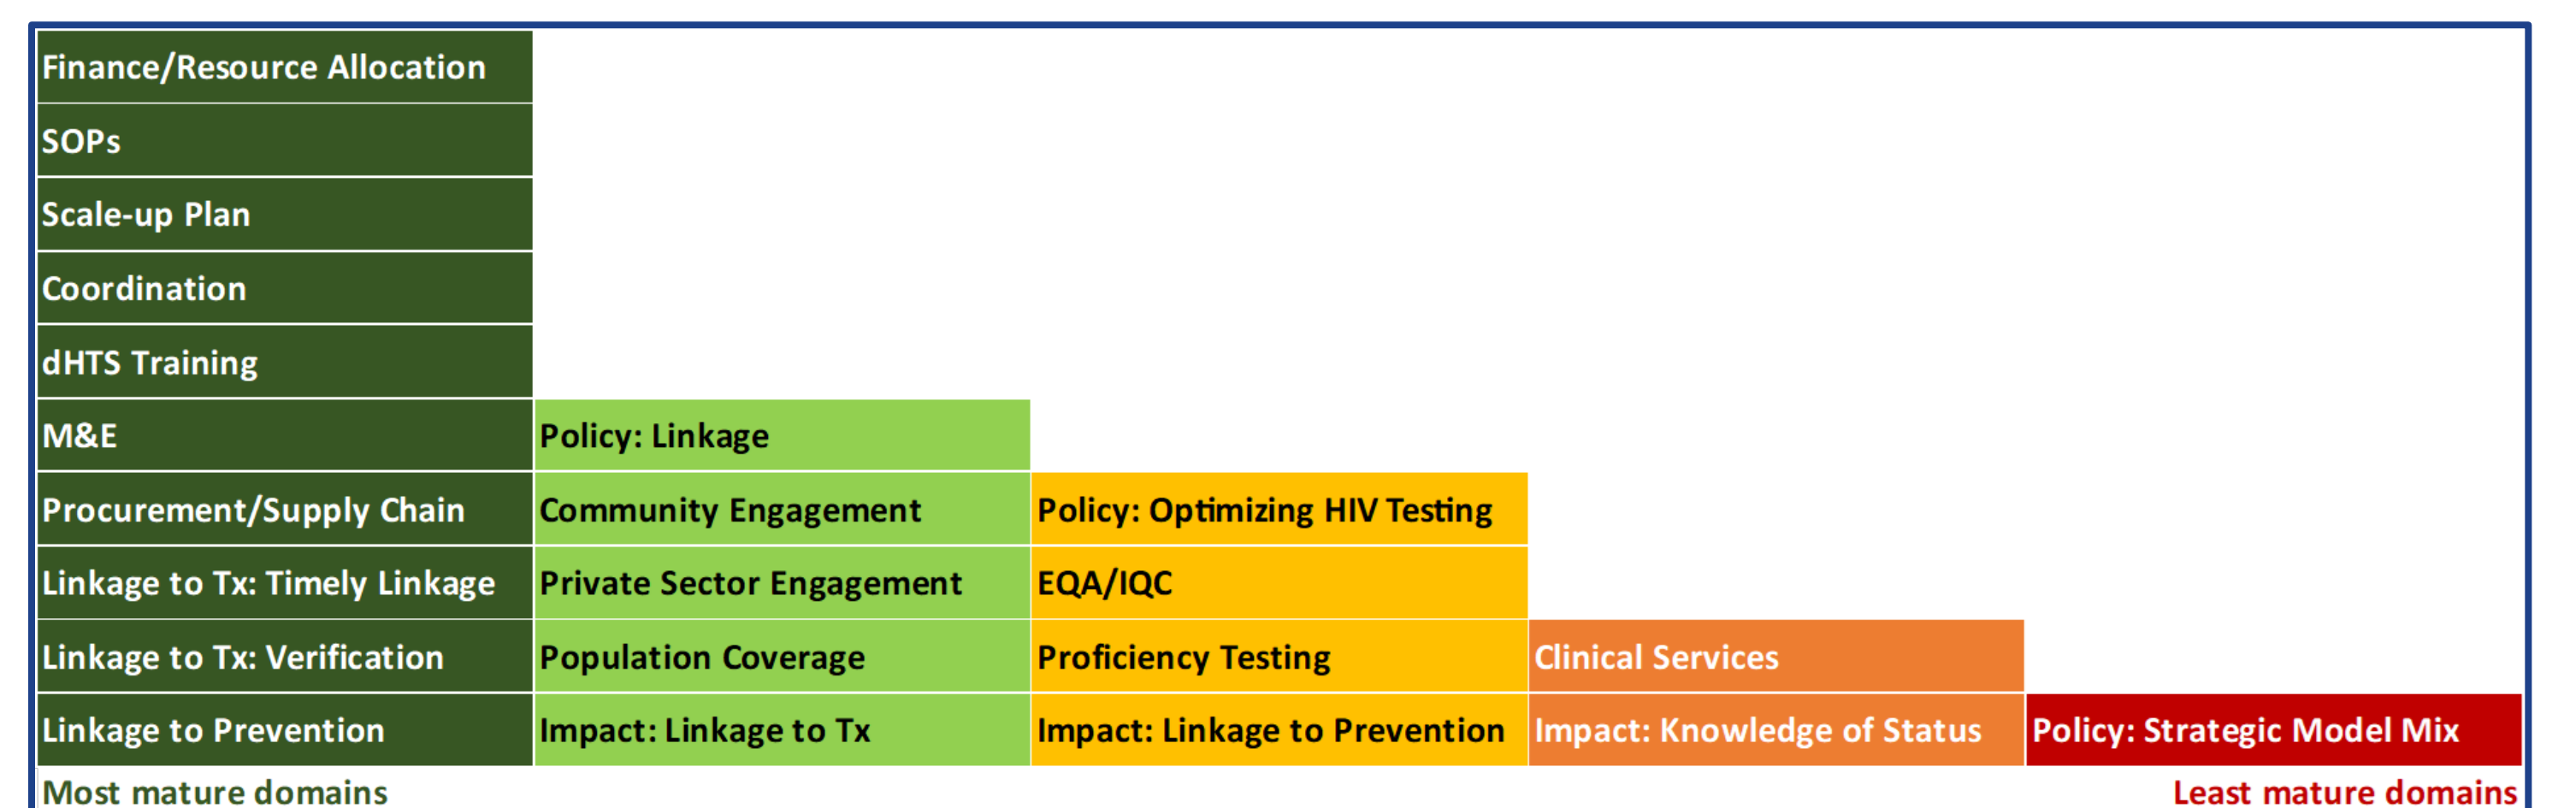 Finance/Resource Allocation
SOPs
Scale-up Plan
Coordination
dHTS Training
M&E
Policy: Linkage
Procurement/Supply Chain
Community Engagement
Policy: Optimizing HIV Testing
Linkage to Tx: Timely Linkage
Private Sector Engagement
EQA/IQC
Linkage to Tx: Verification
Population Coverage
Proficiency Testing
Clinical Services
Linkage to Prevention
Impact: Linkage to Tx
Impact: Linkage to Prevention
Impact: Knowledge of Status
Policy: Strategic Model Mix
Most mature domains
Least mature domains